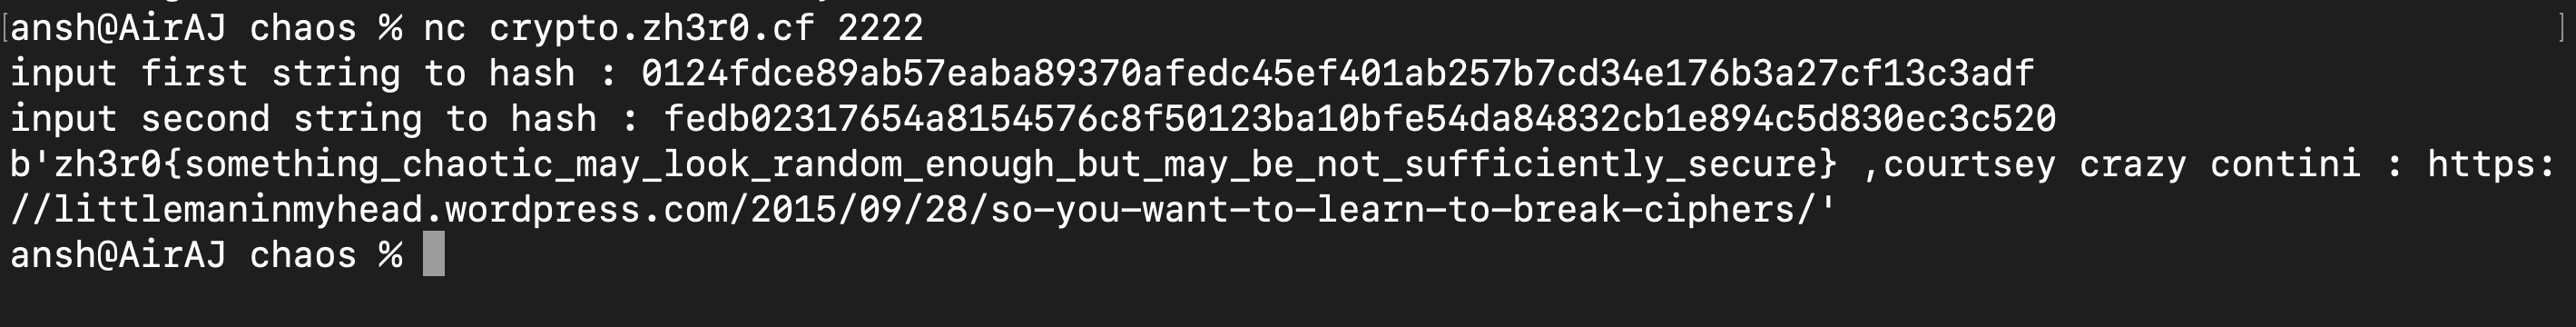 [ansh@AirAJ chaos % nc crypto.zh3r0.cf 2222 ]
input first string to hash : 0124fdce89ab57eaba89370afedc45ef401ab257b7cd34e176b3a27cf13c3adf
input second string to hash : fedb02317654a8154576c8f50123ba10bfe54da84832cb1e894c5d830ec3c520
b'zh3r0{something_chaotic_may_look_random_enough_but_may_be_not_sufficiently_secure} ,courtsey crazy contini : https:
//littlemaninmyhead.wordpress.com/2015/09/28/so-you-want-to-learn-to-break-ciphers/'
ansh@AirAJ chaos %